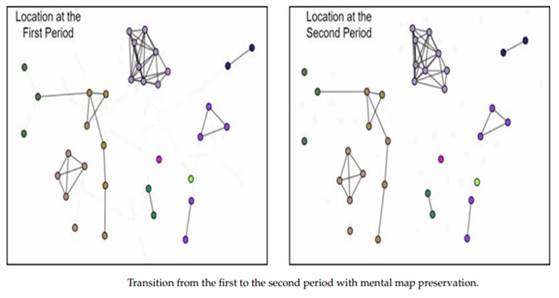 Location at the
First Period
Location at the
Second Period
Transition from the first to the second period with mental map preservation.